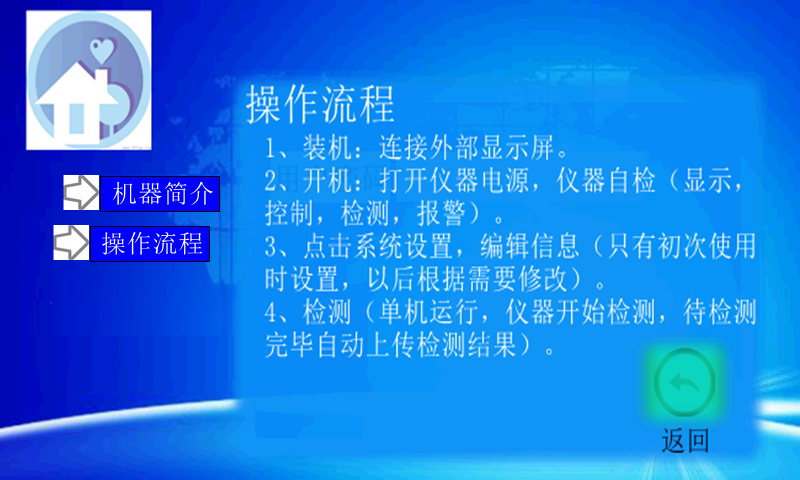 操作流程
1、装机：连接外部显示屏。
2、开机：打开仪器电源，仪器自检（显示，
控制，检测，报警）。
3、点击系统设置，编辑信息（只有初次使用
时设置，以后根据需要修改）。
4、检测（单机运行，仪器开始检测，待检测
完毕自动上传检测结果）。
机器简介
操作流程
返回